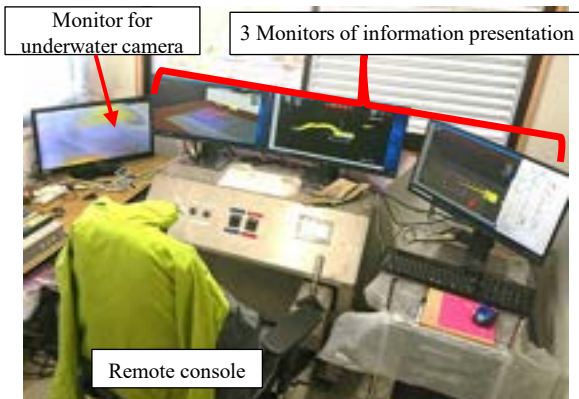 Monitor for
underwater camera
3 Monitors of information presentation
Remote console